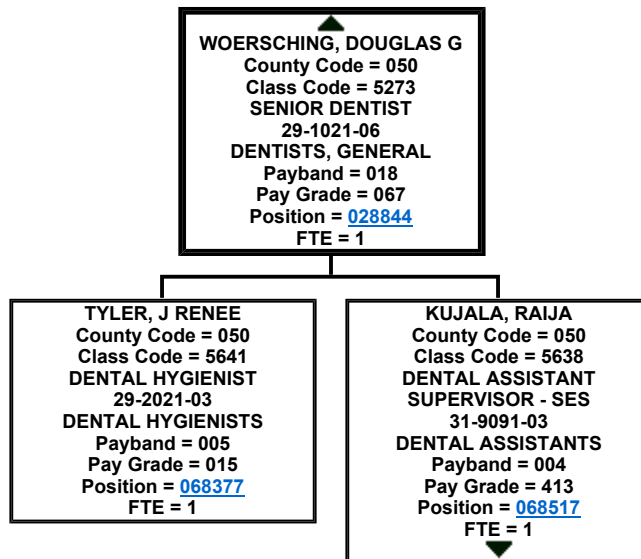 WOERSCHING, DOUGLAS G
County Code = 050
Class Code = 5273
SENIOR DENTIST
29-1021-06
DENTISTS, GENERAL
Payband = 018
Pay Grade = 067
Position = 028844
FTE = 1
TYLER, J RENEE
County Code = 050
Class Code = 5641
DENTAL HYGIENIST
29-2021-03
DENTAL HYGIENISTS
Payband = 005
Pay Grade = 015
Position = 068377
FTE = 1
KUJALA, RAIJA
County Code = 050
Class Code = 5638
DENTAL ASSISTANT
SUPERVISOR - SES
31-9091-03
DENTAL ASSISTANTS
Payband = 004
Pay Grade = 413
Position = 068517
FTE = 1